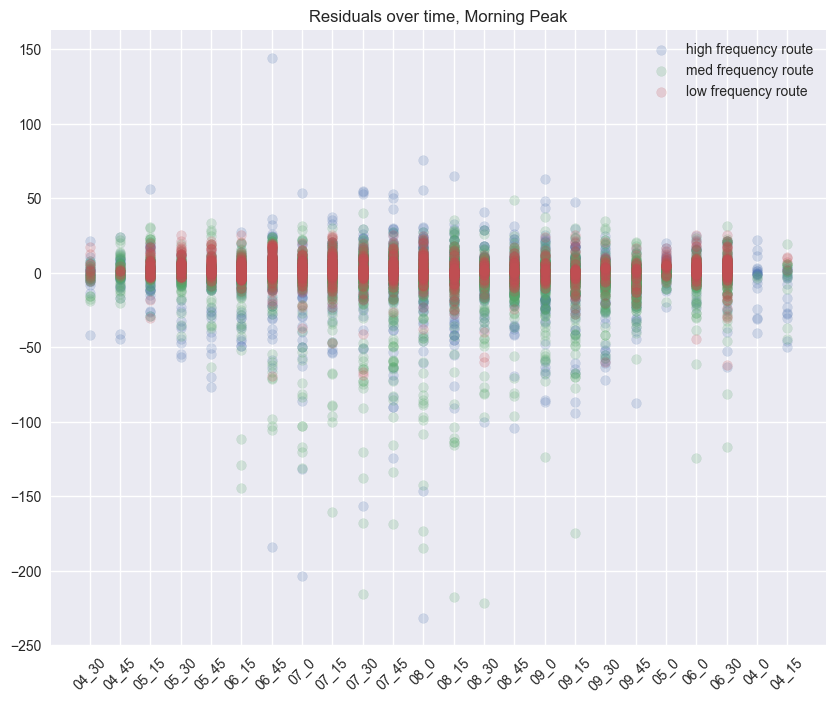 Residuals over time, Morning Peak
high frequency route
med frequency route
low frequency route
150
100
50
0
−50
−100
−150
−200
−250
04_30 04_45 05_15 05_30 05_45 06_15 06_45 07_0 07_15 07_30 07_45 08_0 08_15 08_30 08_45 09_0 09_15 09_30 09_45 05_0 06_0 06_30 04_0 04_15